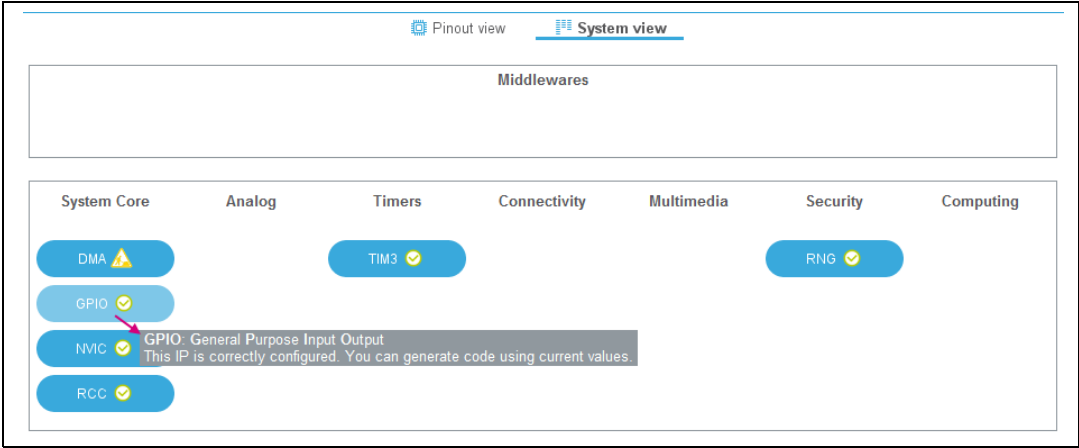 Pinout view System view
Middlewares
System Core Analog Timers Connectivity Multimedia Security Computing
DMA TIM3 RNG
GPIO
GPIO: General Purpose Input Output
NVIC This IP is correctly configured. You can generate code using current values.
RCC